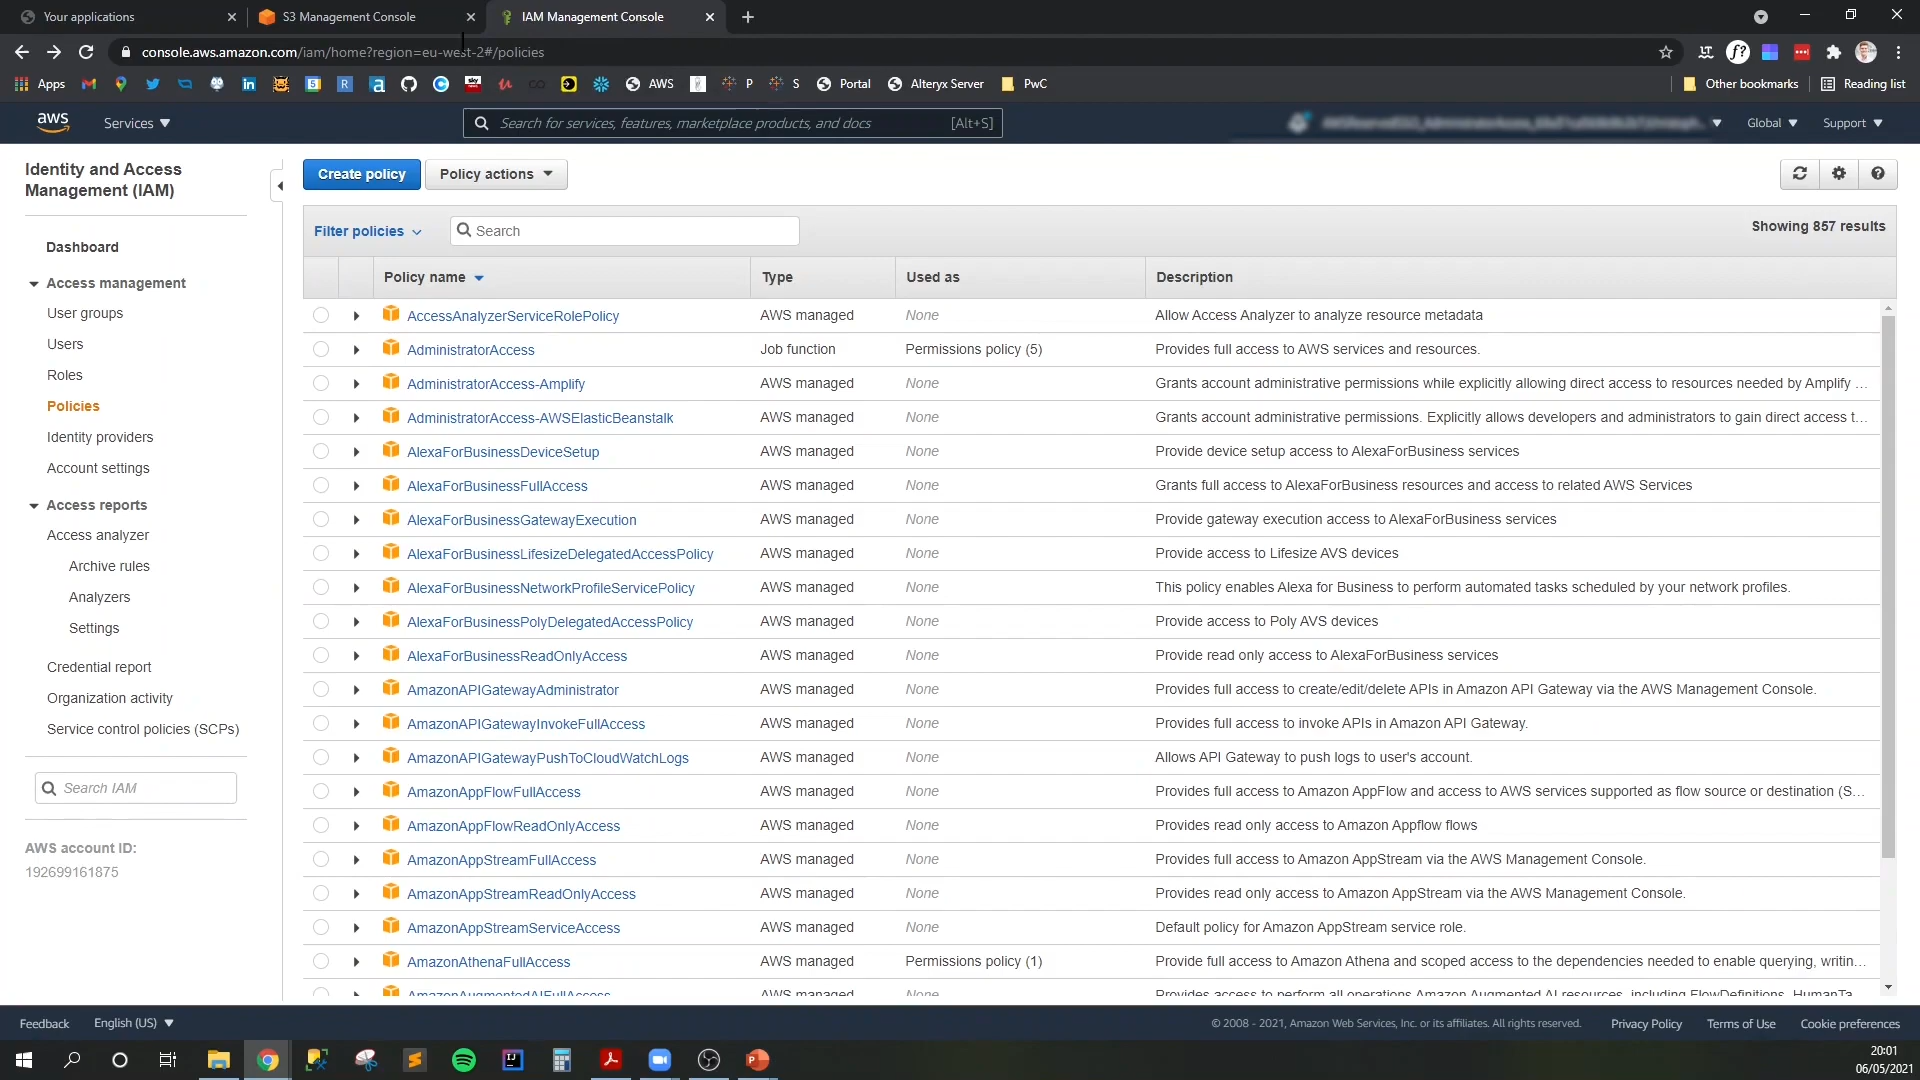 Your applications
S3 Management Console
IAM Management Console
console.aws.amazon.com/iam/home?region=eu-west-2#/policies
Apps
AWS
P
S
Portal
Alteryx Server
PwC
Other bookmarks
Reading list
aws
Services
Search for services, features, marketplace products, and docs
[Alt+S]
Global
Support
Identity and Access
Management (IAM)
Dashboard
Access management
User groups
Users
Roles
Policies
Identity providers
Account settings
Access reports
Access analyzer
Archive rules
Analyzers
Settings
Credential report
Organization activity
Service control policies (SCPs)
Search IAM
AWS account ID:
192699161875
Create policy
Policy actions
Filter policies
Search
Showing 857 results
Policy name Type Used as Description
AccessAnalyzerServiceRolePolicy AWS managed None Allow Access Analyzer to analyze resource metadata
AdministratorAccess Job function Permissions policy (5) Provides full access to AWS services and resources.
AdministratorAccess-Amplify AWS managed None Grants account administrative permissions while explicitly allowing direct access to resources needed by Amplify …
AdministratorAccess-AWSElasticBeanstalk AWS managed None Grants account administrative permissions. Explicitly allows developers and administrators to gain direct access t…
AlexaForBusinessDeviceSetup AWS managed None Provide device setup access to AlexaForBusiness services
AlexaForBusinessFullAccess AWS managed None Grants full access to AlexaForBusiness resources and access to related AWS Services
AlexaForBusinessGatewayExecution AWS managed None Provide gateway execution access to AlexaForBusiness services
AlexaForBusinessLifesizeDelegatedAccessPolicy AWS managed None Provide access to Lifesize AVS devices
AlexaForBusinessNetworkProfileServicePolicy AWS managed None This policy enables Alexa for Business to perform automated tasks scheduled by your network profiles.
AlexaForBusinessPolyDelegatedAccessPolicy AWS managed None Provide access to Poly AVS devices
AlexaForBusinessReadOnlyAccess AWS managed None Provide read only access to AlexaForBusiness services
AmazonAPIGatewayAdministrator AWS managed None Provides full access to create/edit/delete APIs in Amazon API Gateway via the AWS Management Console.
AmazonAPIGatewayInvokeFullAccess AWS managed None Provides full access to invoke APIs in Amazon API Gateway.
AmazonAPIGatewayPushToCloudWatchLogs AWS managed None Allows API Gateway to push logs to user's account.
AmazonAppFlowFullAccess AWS managed None Provides full access to Amazon AppFlow and access to AWS services supported as flow source or destination (S…
AmazonAppFlowReadOnlyAccess AWS managed None Provides read only access to Amazon Appflow flows
AmazonAppStreamFullAccess AWS managed None Provides full access to Amazon AppStream via the AWS Management Console.
AmazonAppStreamReadOnlyAccess AWS managed None Provides read only access to Amazon AppStream via the AWS Management Console.
AmazonAppStreamServiceAccess AWS managed None Default policy for Amazon AppStream service role.
AmazonAthenaFullAccess AWS managed Permissions policy (1) Provide full access to Amazon Athena and scoped access to the dependencies needed to enable querying, writin…
AmazonAugmentedAIFullAccess AWS managed None Provides access to perform all operations Amazon Augmented AI resources, including FlowDefinitions, HumanTa…
Feedback
English (US)
© 2008 - 2021, Amazon Web Services, Inc. or its affiliates. All rights reserved.
Privacy Policy
Terms of Use
Cookie preferences
20:01
06/05/2021